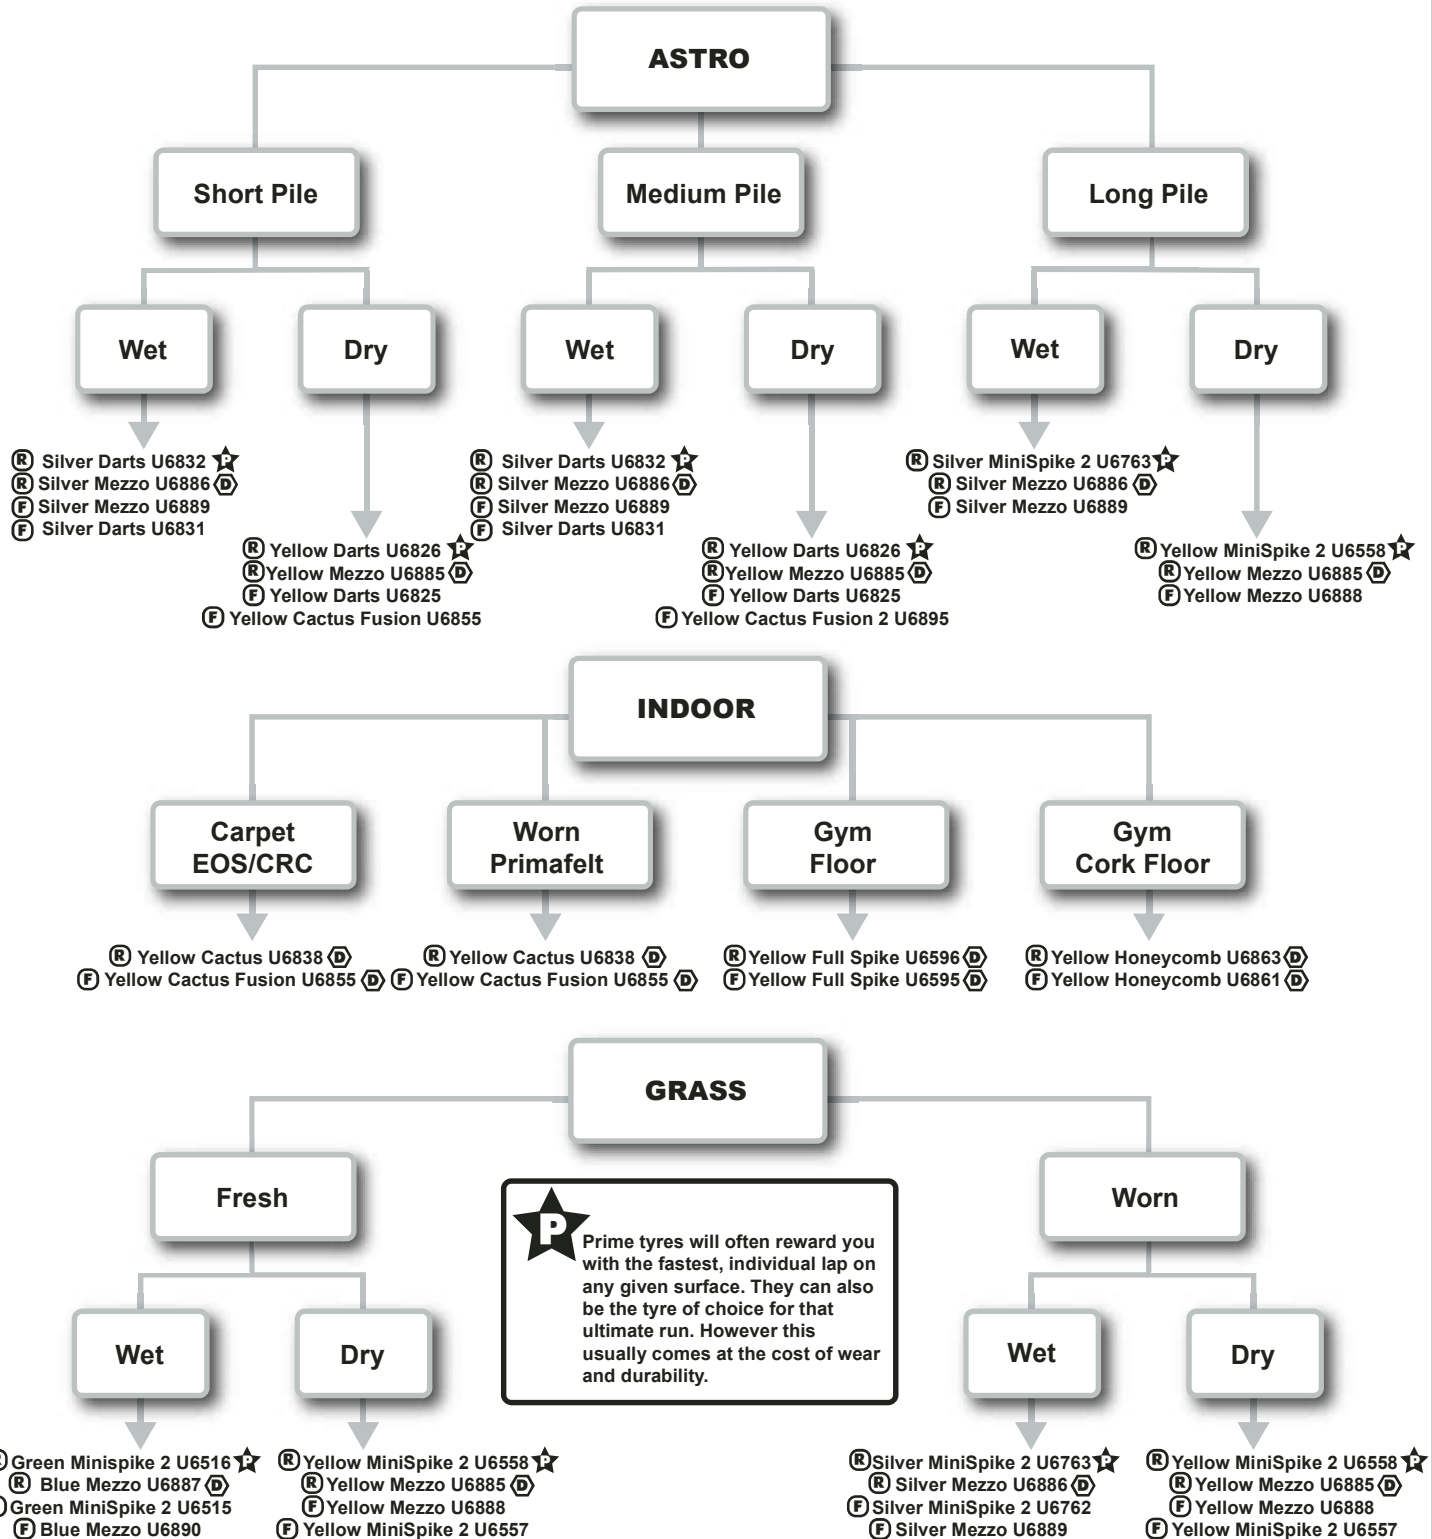 ASTRO
Short Pile
Medium Pile
Long Pile
Wet
Dry
Wet
Dry
Wet
Dry
R Silver Darts U6832 P
R Silver Mezzo U6886 D
F Silver Mezzo U6889
F Silver Darts U6831
R Yellow Darts U6826 P
R Yellow Mezzo U6885 D
F Yellow Darts U6825
F Yellow Cactus Fusion U6855
R Silver Darts U6832 P
R Silver Mezzo U6886 D
F Silver Mezzo U6889
F Silver Darts U6831
R Yellow Darts U6826 P
R Yellow Mezzo U6885 D
F Yellow Darts U6825
F Yellow Cactus Fusion 2 U6895
R Silver MiniSpike 2 U6763 P
R Silver Mezzo U6886 D
F Silver Mezzo U6889
R Yellow MiniSpike 2 U6558 P
R Yellow Mezzo U6885 D
F Yellow Mezzo U6888
INDOOR
Carpet
EOS/CRC
Worn
Primafelt
Gym
Floor
Gym
Cork Floor
R Yellow Cactus U6838 D
F Yellow Cactus Fusion U6855 D
R Yellow Cactus U6838 D
F Yellow Cactus Fusion U6855 D
R Yellow Full Spike U6596 D
F Yellow Full Spike U6595 D
R Yellow Honeycomb U6863 D
F Yellow Honeycomb U6861 D
GRASS
Fresh
Worn
P
Prime tyres will often reward you
with the fastest, individual lap on
any given surface. They can also
be the tyre of choice for that
ultimate run. However this
usually comes at the cost of wear
and durability.
Wet
Dry
Wet
Dry
R Green Minispike 2 U6516 P
R Blue Mezzo U6887 D
Green MiniSpike 2 U6515
F Blue Mezzo U6890
R Yellow MiniSpike 2 U6558 P
R Yellow Mezzo U6885 D
F Yellow Mezzo U6888
F Yellow MiniSpike 2 U6557
R Silver MiniSpike 2 U6763 P
R Silver Mezzo U6886 D
F Silver MiniSpike 2 U6762
F Silver Mezzo U6889
R Yellow MiniSpike 2 U6558 P
R Yellow Mezzo U6885 D
F Yellow Mezzo U6888
F Yellow MiniSpike 2 U6557